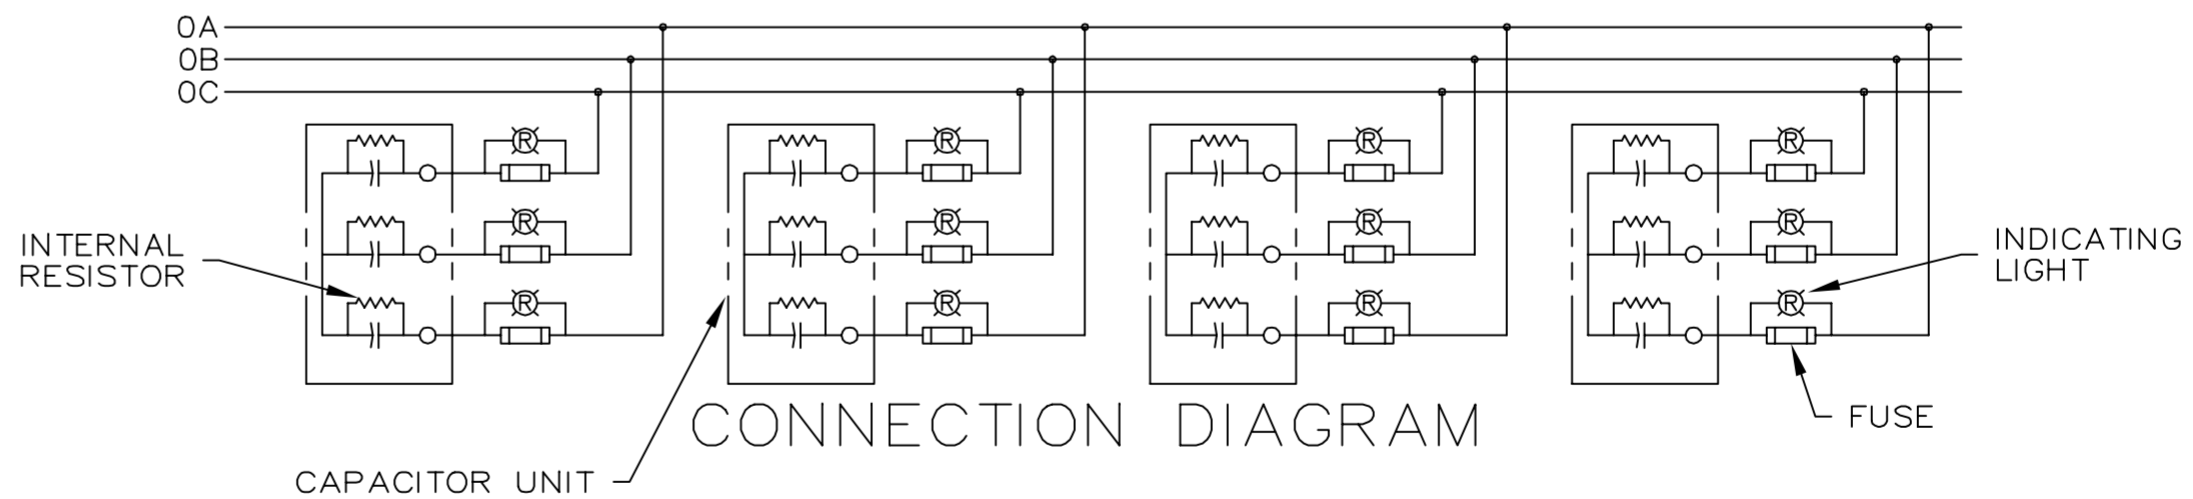 0A
0B
0C
R R R R
R R R R
INTERNAL
RESISTOR
INDICATING
LIGHT
R R R R
FUSE
CONNECTION DIAGRAM
CAPACITOR UNIT